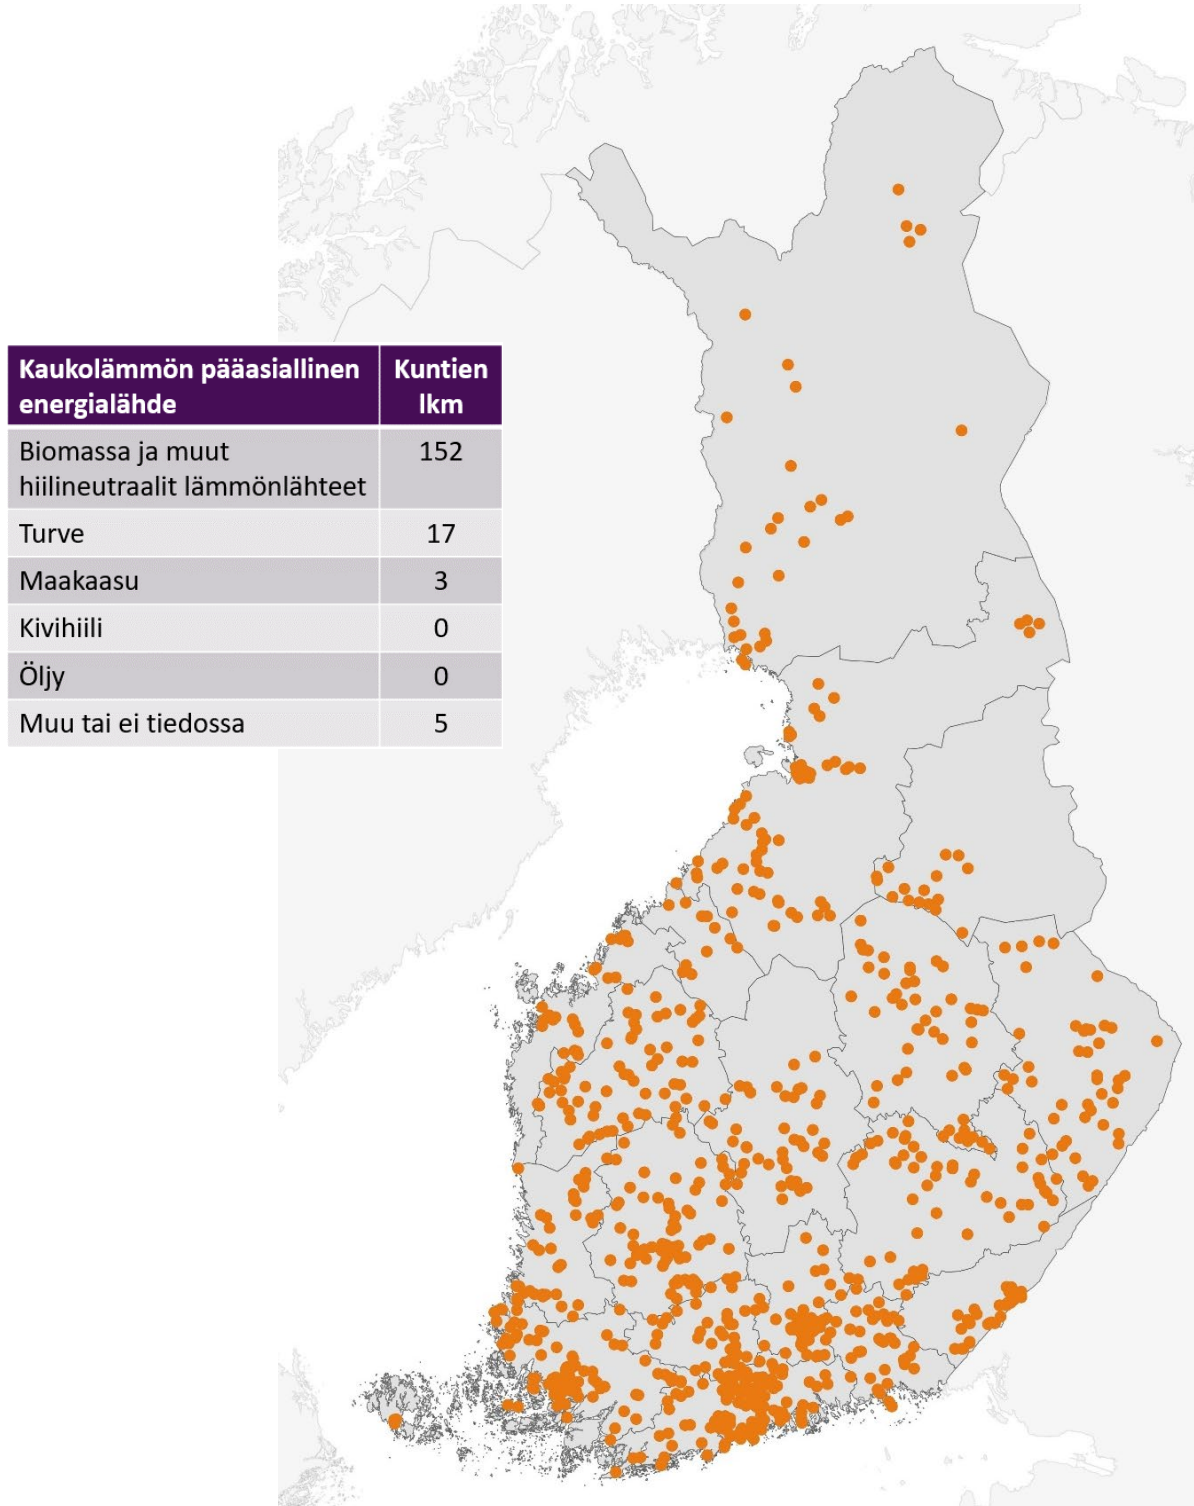 Kaukolämmön pääasiallinen energialähde
Kuntien lkm
Biomassa ja muut hiilineutraalit lämmönlähteet
152
Turve
17
Maakaasu
3
Kivihiili
0
Öljy
0
Muu tai ei tiedossa
5